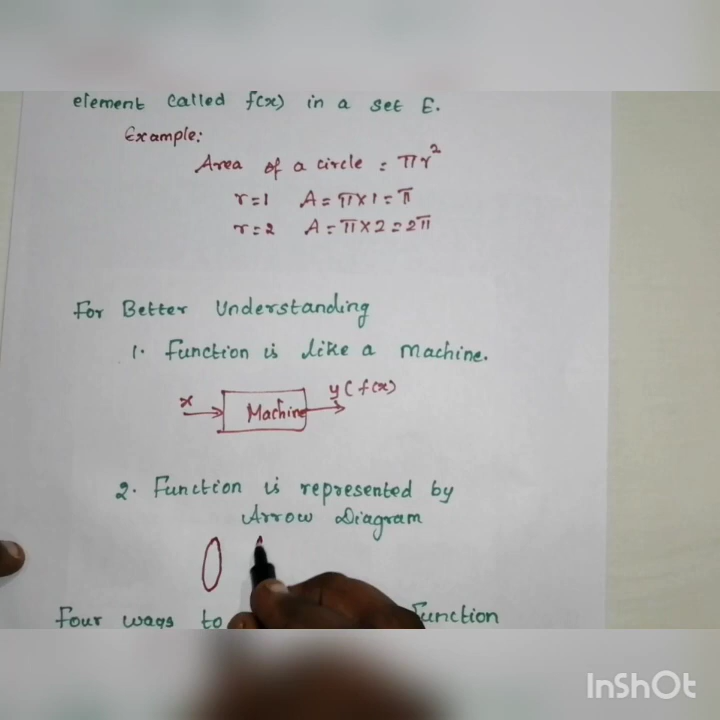 element called f(x) in a set E.
Example:
Area of a circle = πr²
r=1 A = π×1 = π
r=2 A = π×2 = 2π
For Better Understanding
1. Function is like a machine.
x Machine y(f(x)
2. Function is represented by
Arrow Diagram
Four ways to Function
InShOt